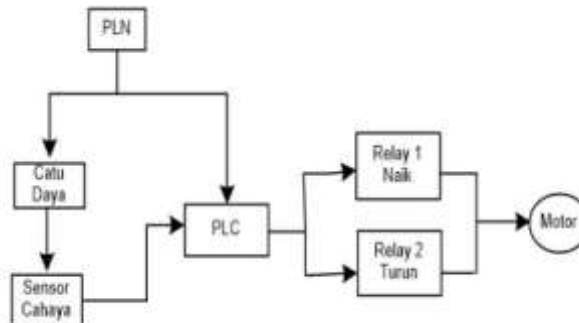 PLN
Catu
Daya
Sensor
Cahaya
PLC
Relay 1
Naik
Relay 2
Turun
Motor